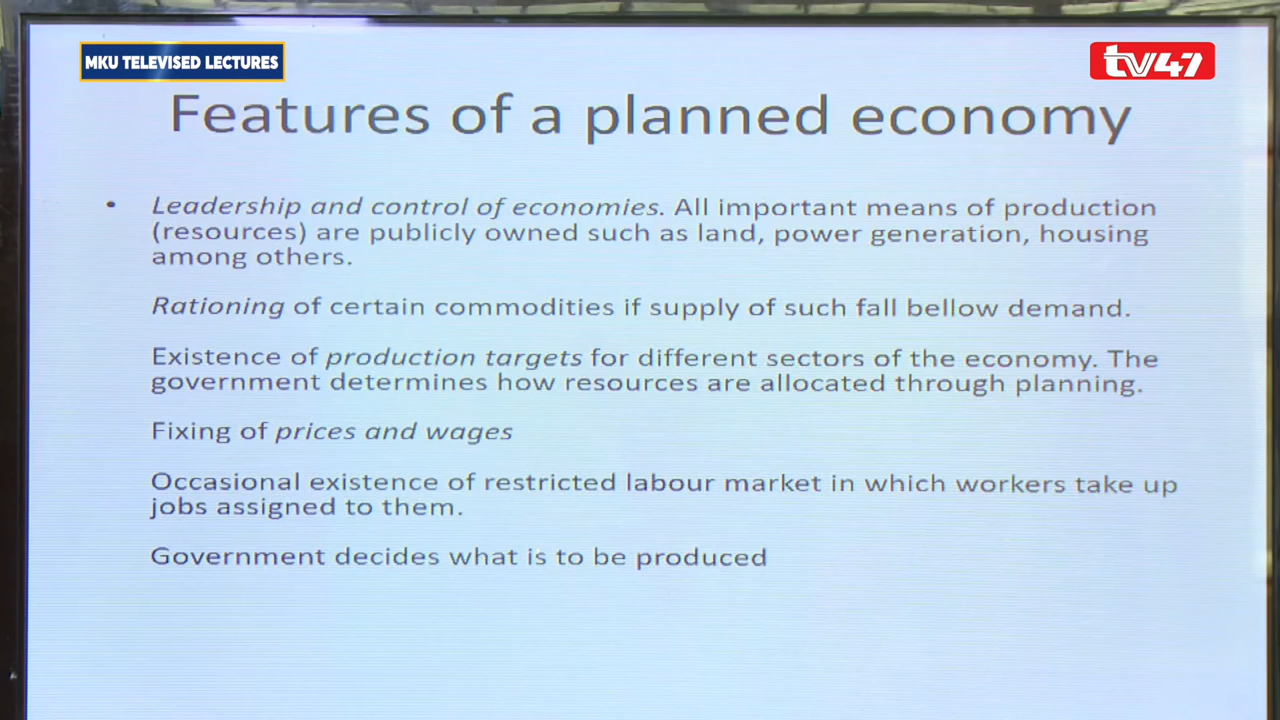 MKU TELEVISED LECTURES
tv47
Features of a planned economy
• Leadership and control of economies. All important means of production
(resources) are publicly owned such as land, power generation, housing
among others.
Rationing of certain commodities if supply of such fall bellow demand.
Existence of production targets for different sectors of the economy. The
government determines how resources are allocated through planning.
Fixing of prices and wages
Occasional existence of restricted labour market in which workers take up
jobs assigned to them.
Government decides what is to be produced